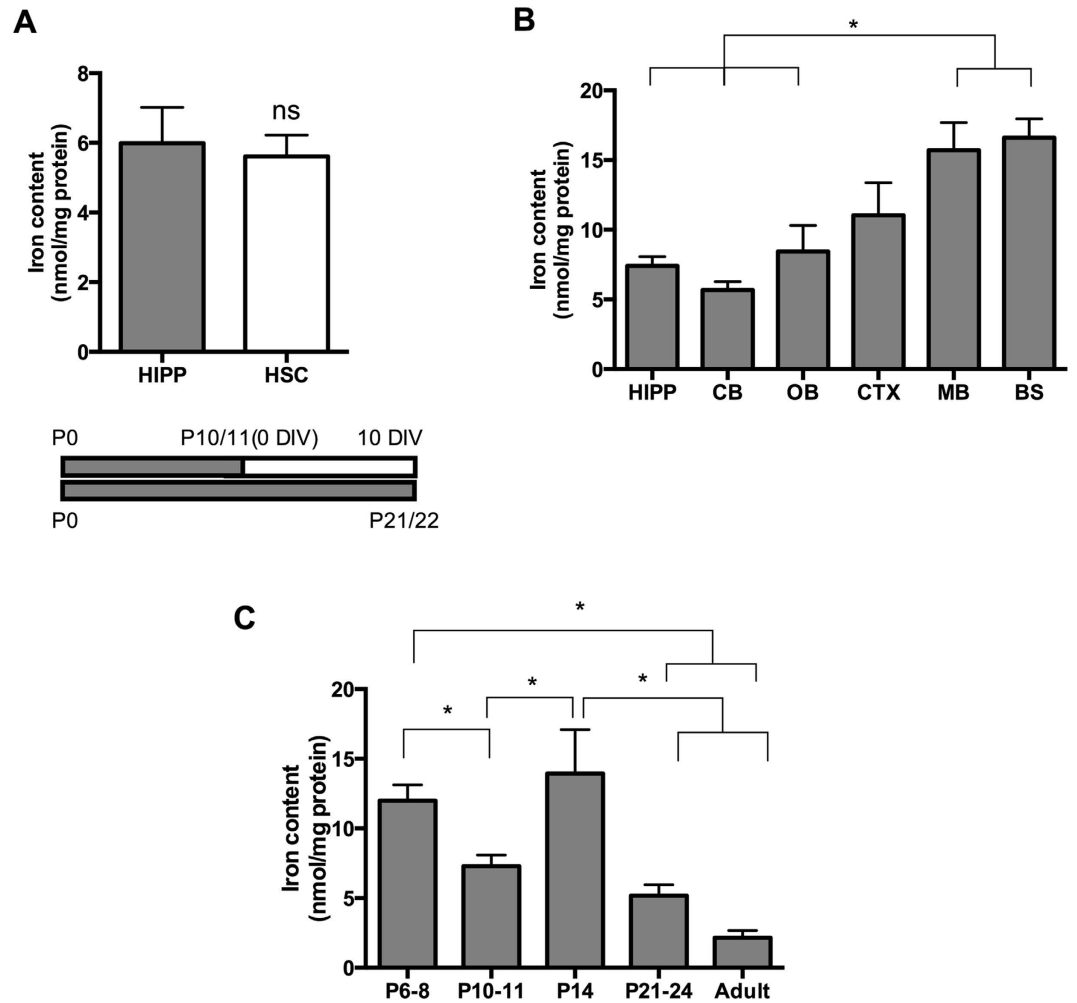 A
8
6
4
2
0
Iron content
(nmol/mg protein)
ns
HIPP HSC
P0 P10/11(0 DIV) 10 DIV
P0 P21/22
B
*
20
15
10
5
0
Iron content
(nmol/mg protein)
HIPP CB OB CTX MB BS
C
*
* * *
20
15
10
5
0
Iron content
(nmol/mg protein)
P6-8 P10-11 P14 P21-24 Adult